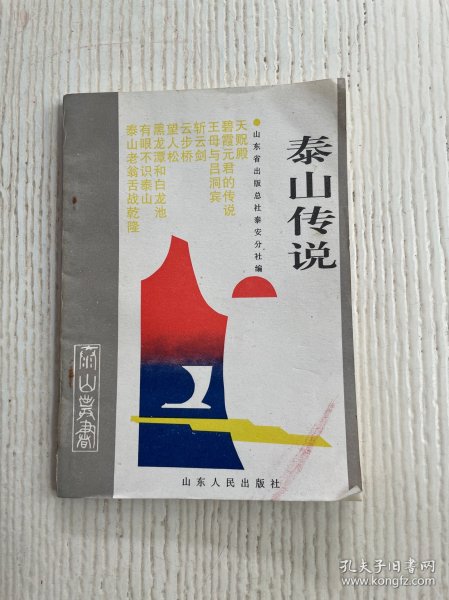 泰山传说
●山东省出版总社泰安分社编
天贶殿
碧霞元君的传说
王母与吕洞宾
斩云剑
云步桥
望人松
黑龙潭和白龙池
有眼不识泰山
泰山老翁舌战乾隆
泰山丛书
山东人民出版社
孔夫子旧书网
www.kongfz.com